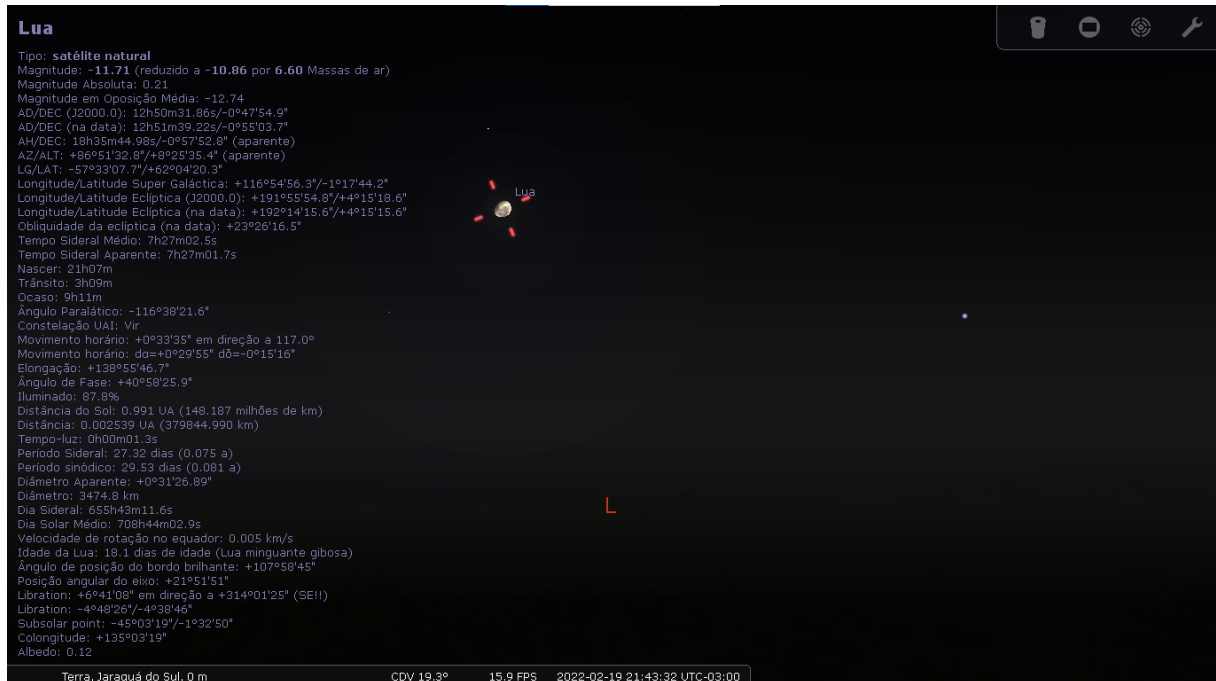 Lua
Tipo: satélite natural
Magnitude: -11.71 (reduzido a -10.86 por 6.60 Massas de ar)
Magnitude Absoluta: 0.21
Magnitude em Oposição Média: -12.74
AD/DEC (J2000.0): 12h50m31.86s/-0°47'54.9"
AD/DEC (na data): 12h51m39.22s/-0°55'03.7"
AH/DEC: 18h35m44.98s/-0°57'52.8" (aparente)
AZ/ALT: +86°51'32.8"/+8°25'35.4" (aparente)
LG/LAT: -57°33'07.7"/+62°04'20.3"
Longitude/Latitude Super Galáctica: +116°54'56.3"/-1°17'44.2"
Longitude/Latitude Eclíptica (J2000.0): +191°55'54.8"/+4°15'18.6"
Longitude/Latitude Eclíptica (na data): +192°14'15.6"/+4°15'15.6"
Obliquidade da eclíptica (na data): +23°26'16.5"
Tempo Sideral Médio: 7h27m02.5s
Tempo Sideral Aparente: 7h27m01.7s
Nascer: 21h07m
Trânsito: 3h09m
Ocaso: 9h11m
Ângulo Paralático: -116°38'21.6"
Constelação UAI: Vir
Movimento horário: +0°33'35" em direção a 117.0°
Movimento horário: dα=+0°29'55" dδ=-0°15'16"
Elongação: +138°55'46.7"
Ângulo de Fase: +40°58'25.9"
Iluminado: 87.8%
Distância do Sol: 0.991 UA (148.187 milhões de km)
Distância: 0.002539 UA (379844.990 km)
Tempo-luz: 0h00m01.3s
Período Sideral: 27.32 dias (0.075 a)
Período sinódico: 29.53 dias (0.081 a)
Diâmetro Aparente: +0°31'26.89"
Diâmetro: 3474.8 km
Dia Sideral: 655h43m11.6s
Dia Solar Médio: 708h44m02.9s
Velocidade de rotação no equador: 0.005 km/s
Idade da Lua: 18.1 dias de idade (Lua minguante gibosa)
Ângulo de posição do bordo brilhante: +107°58'45"
Posição angular do eixo: +21°51'51"
Libration: +6°41'08" em direção a +314°01'25" (SE!!)
Libration: -4°48'26"/-4°38'46"
Subsolar point: -45°03'19"/-1°32'50"
Colongitude: +135°03'19"
Albedo: 0.12
Lua
L
Terra, Jaraguá do Sul, 0 m CDV 19.3° 15.9 FPS 2022-02-19 21:43:32 UTC-03:00